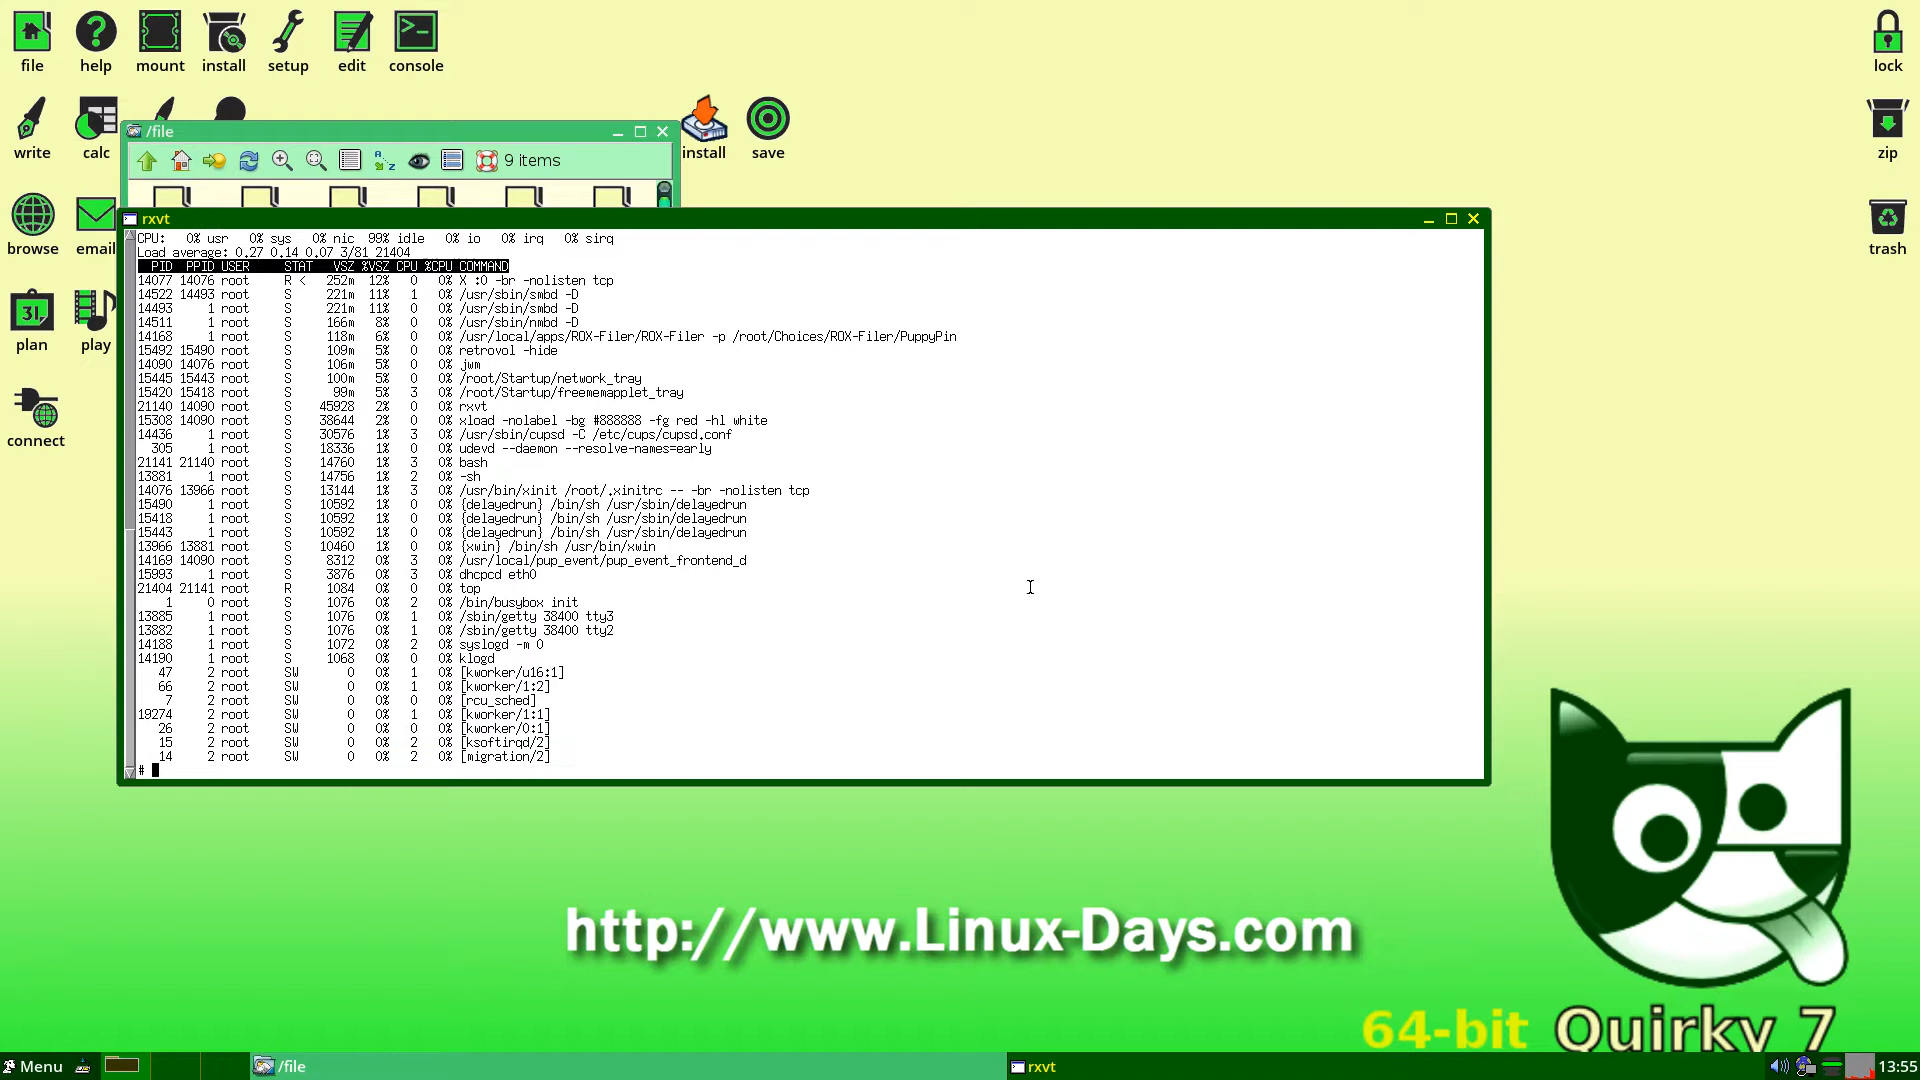 file help mount install setup edit console lock
write calc install save zip
/file
9 items
browse email trash
rxvt
CPU:   0% usr   0% sys   0% nic  99% idle   0% io   0% irq   0% sirq
Load average: 0.27 0.14 0.07 3/81 21404
PID  PPID USER     STAT   VSZ %VSZ CPU %CPU COMMAND
14077 14076 root     R <   252m  12%   0   0% X :0 -br -nolisten tcp
14522 14493 root     S     221m  11%   1   0% /usr/sbin/smbd -D
14493     1 root     S     221m  11%   0   0% /usr/sbin/smbd -D
14511     1 root     S     166m   8%   0   0% /usr/sbin/nmbd -D
14168     1 root     S     118m   6%   0   0% /usr/local/apps/ROX-Filer/ROX-Filer -p /root/Choices/ROX-Filer/PuppyPin
15492 15490 root     S     109m   5%   0   0% retrovol -hide
14090 14076 root     S     106m   5%   0   0% jwm
15445 15443 root     S     100m   5%   0   0% /root/Startup/network_tray
15420 15418 root     S      99m   5%   3   0% /root/Startup/freememapplet_tray
21140 14090 root     S    45928   2%   0   0% rxvt
15308 14090 root     S    38644   2%   0   0% xload -nolabel -bg #888888 -fg red -hl white
14436     1 root     S    30576   1%   3   0% /usr/sbin/cupsd -C /etc/cups/cupsd.conf
305     1 root     S    18336   1%   0   0% udevd --daemon --resolve-names=early
21141 21140 root     S    14760   1%   3   0% bash
13881     1 root     S    14756   1%   2   0% -sh
14076 13966 root     S    13144   1%   3   0% /usr/bin/xinit /root/.xinitrc -- -br -nolisten tcp
15490     1 root     S    10592   1%   0   0% {delayedrun} /bin/sh /usr/sbin/delayedrun
15418     1 root     S    10592   1%   0   0% {delayedrun} /bin/sh /usr/sbin/delayedrun
15443     1 root     S    10592   1%   0   0% {delayedrun} /bin/sh /usr/sbin/delayedrun
13966 13881 root     S    10460   1%   0   0% {xwin} /bin/sh /usr/bin/xwin
14169 14090 root     S     8312   0%   3   0% /usr/local/pup_event/pup_event_frontend_d
15993     1 root     S     3876   0%   3   0% dhcpcd eth0
21404 21141 root     R     1084   0%   0   0% top
1     0 root     S     1076   0%   2   0% /bin/busybox init
13885     1 root     S     1076   0%   1   0% /sbin/getty 38400 tty3
13882     1 root     S     1076   0%   1   0% /sbin/getty 38400 tty2
14188     1 root     S     1072   0%   2   0% syslogd -m 0
14190     1 root     S     1068   0%   0   0% klogd
47     2 root     SW       0   0%   1   0% [kworker/u16:1]
66     2 root     SW       0   0%   1   0% [kworker/1:2]
7     2 root     SW       0   0%   0   0% [rcu_sched]
19274     2 root     SW       0   0%   1   0% [kworker/1:1]
26     2 root     SW       0   0%   0   0% [kworker/0:1]
15     2 root     SW       0   0%   2   0% [ksoftirqd/2]
14     2 root     SW       0   0%   2   0% [migration/2]
#
31
plan play
connect
http://www.Linux-Days.com
64-bit Quirky 7
Menu /file rxvt 13:55